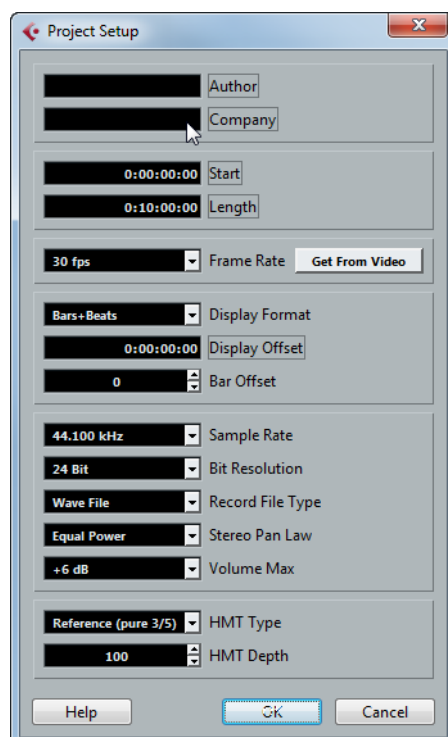 Project Setup
Author
Company
0:00:00:00 Start
0:10:00:00 Length
30 fps Frame Rate Get From Video
Bars+Beats Display Format
0:00:00:00 Display Offset
0 Bar Offset
44.100 kHz Sample Rate
24 Bit Bit Resolution
Wave File Record File Type
Equal Power Stereo Pan Law
+6 dB Volume Max
Reference (pure 3/5) HMT Type
100 HMT Depth
Help OK Cancel